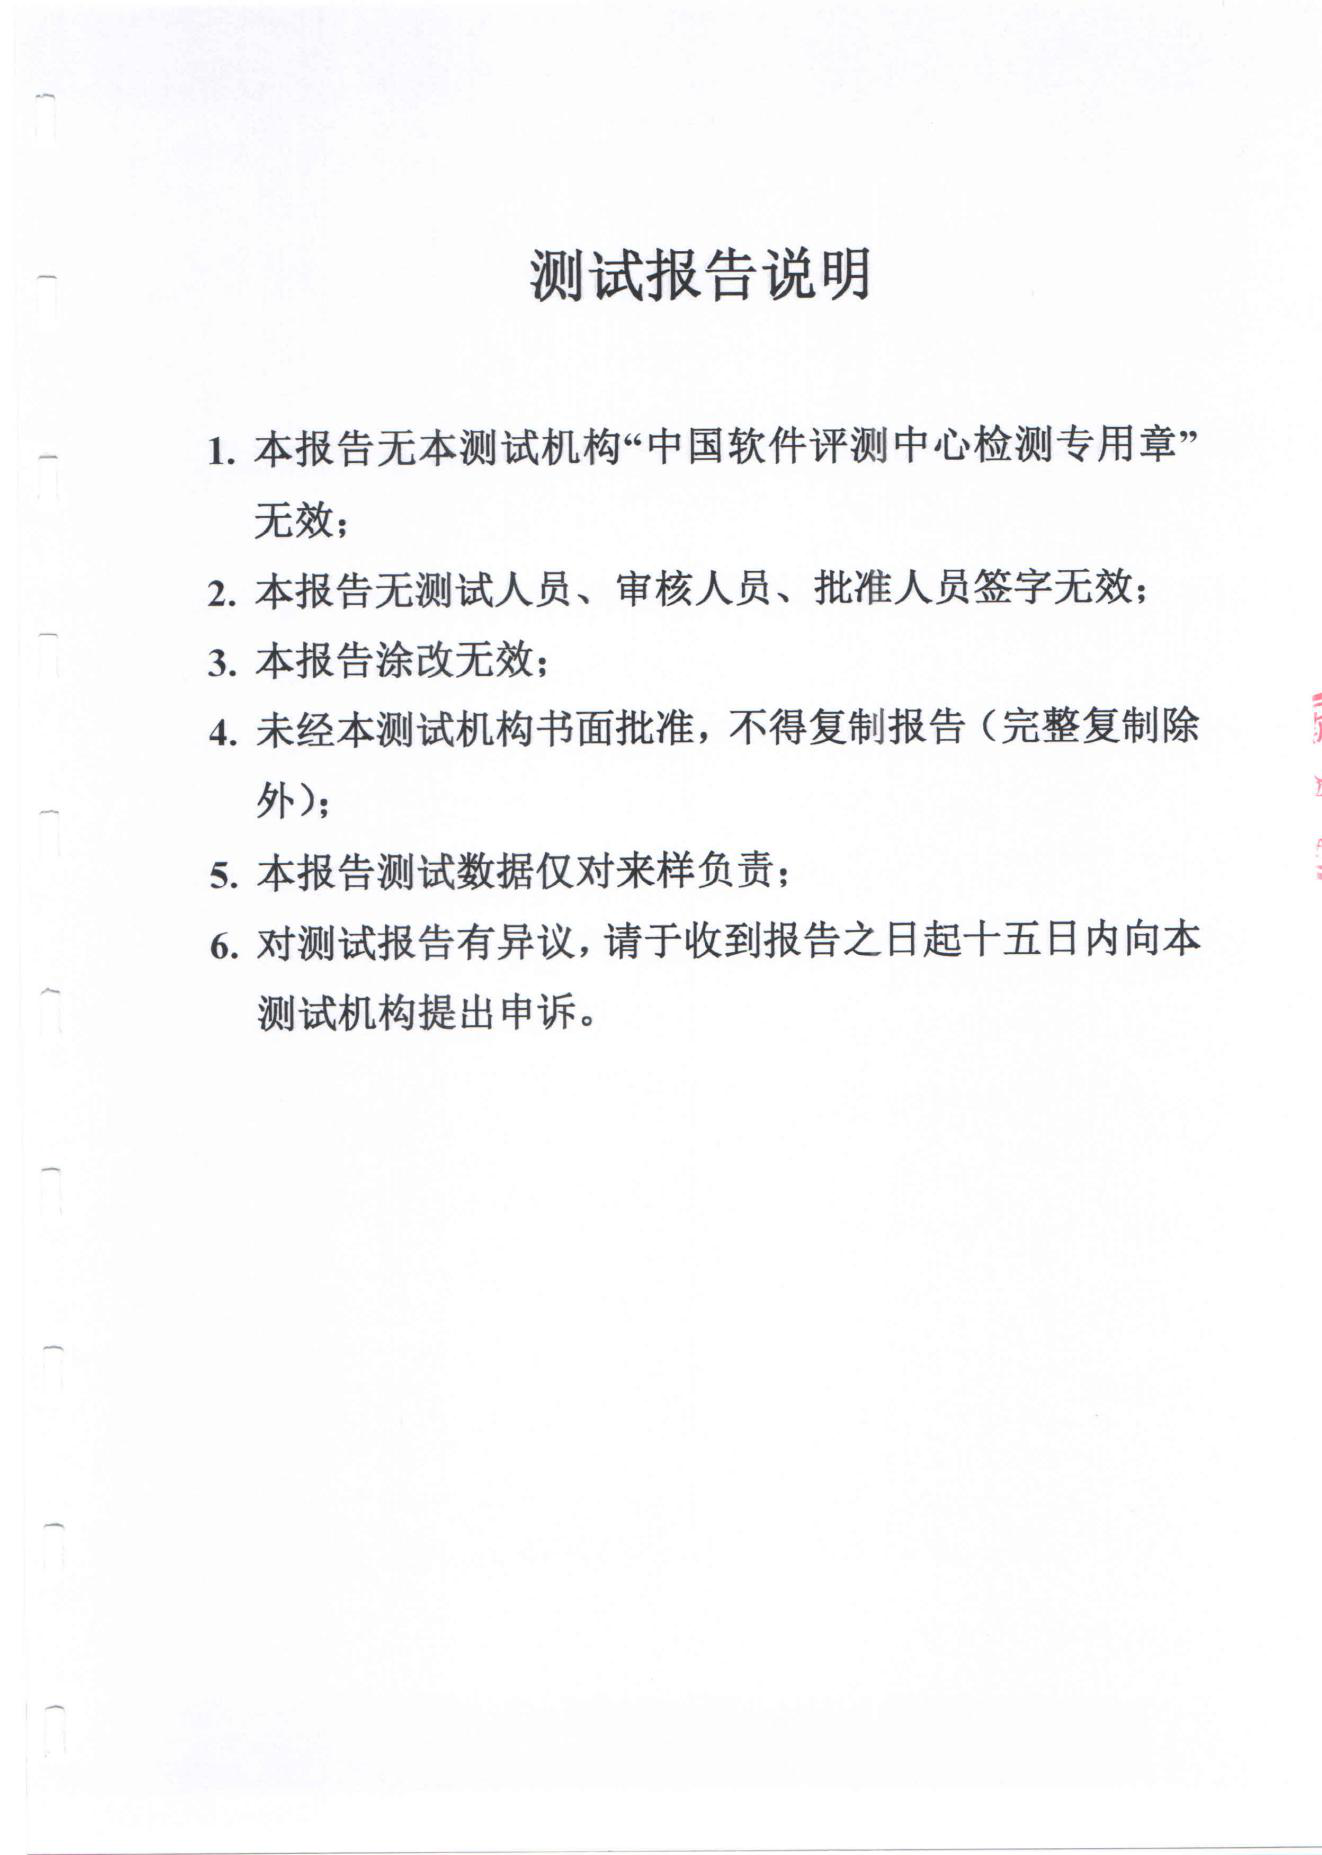 测试报告说明
1. 本报告无本测试机构“中国软件评测中心检测专用章”
无效；
2. 本报告无测试人员、审核人员、批准人员签字无效；
3. 本报告涂改无效；
4. 未经本测试机构书面批准，不得复制报告（完整复制除
外）；
5. 本报告测试数据仅对来样负责；
6. 对测试报告有异议，请于收到报告之日起十五日内向本
测试机构提出申诉。